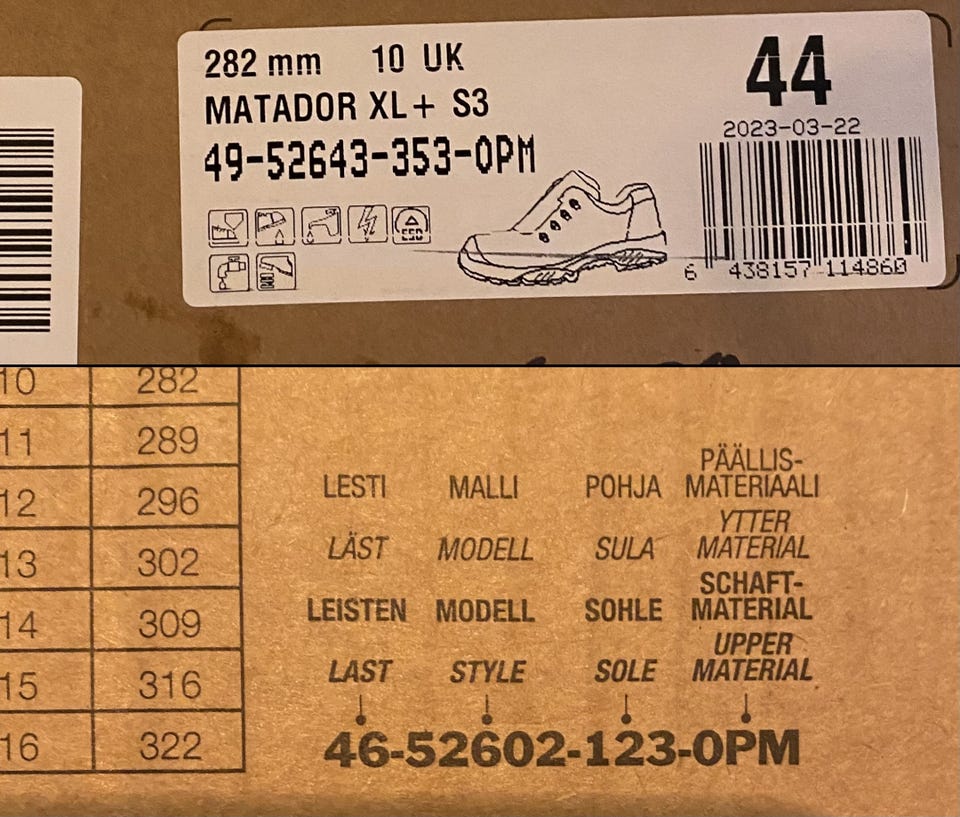 282 mm 10 UK
44
MATADOR XL+ S3
2023-03-22
49-52643-353-0PM
ESD
6 438157 114860
10 282
11 289
12 296
13 302
14 309
15 316
16 322
LESTI MALLI POHJA PÄÄLLIS-
MATERIAALI
LÄST MODELL SULA YTTER
MATERIAL
LEISTEN MODELL SOHLE SCHAFT-
MATERIAL
LAST STYLE SOLE UPPER
MATERIAL
46-52602-123-0PM